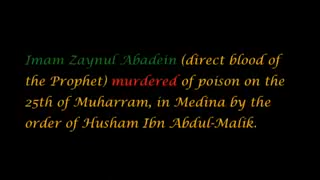 Imam Zaynul Abadein (direct blood of
the Prophet) murdered of poison on the
25th of Muharram, in Medina by the
order of Husham Ibn Abdul-Malik.